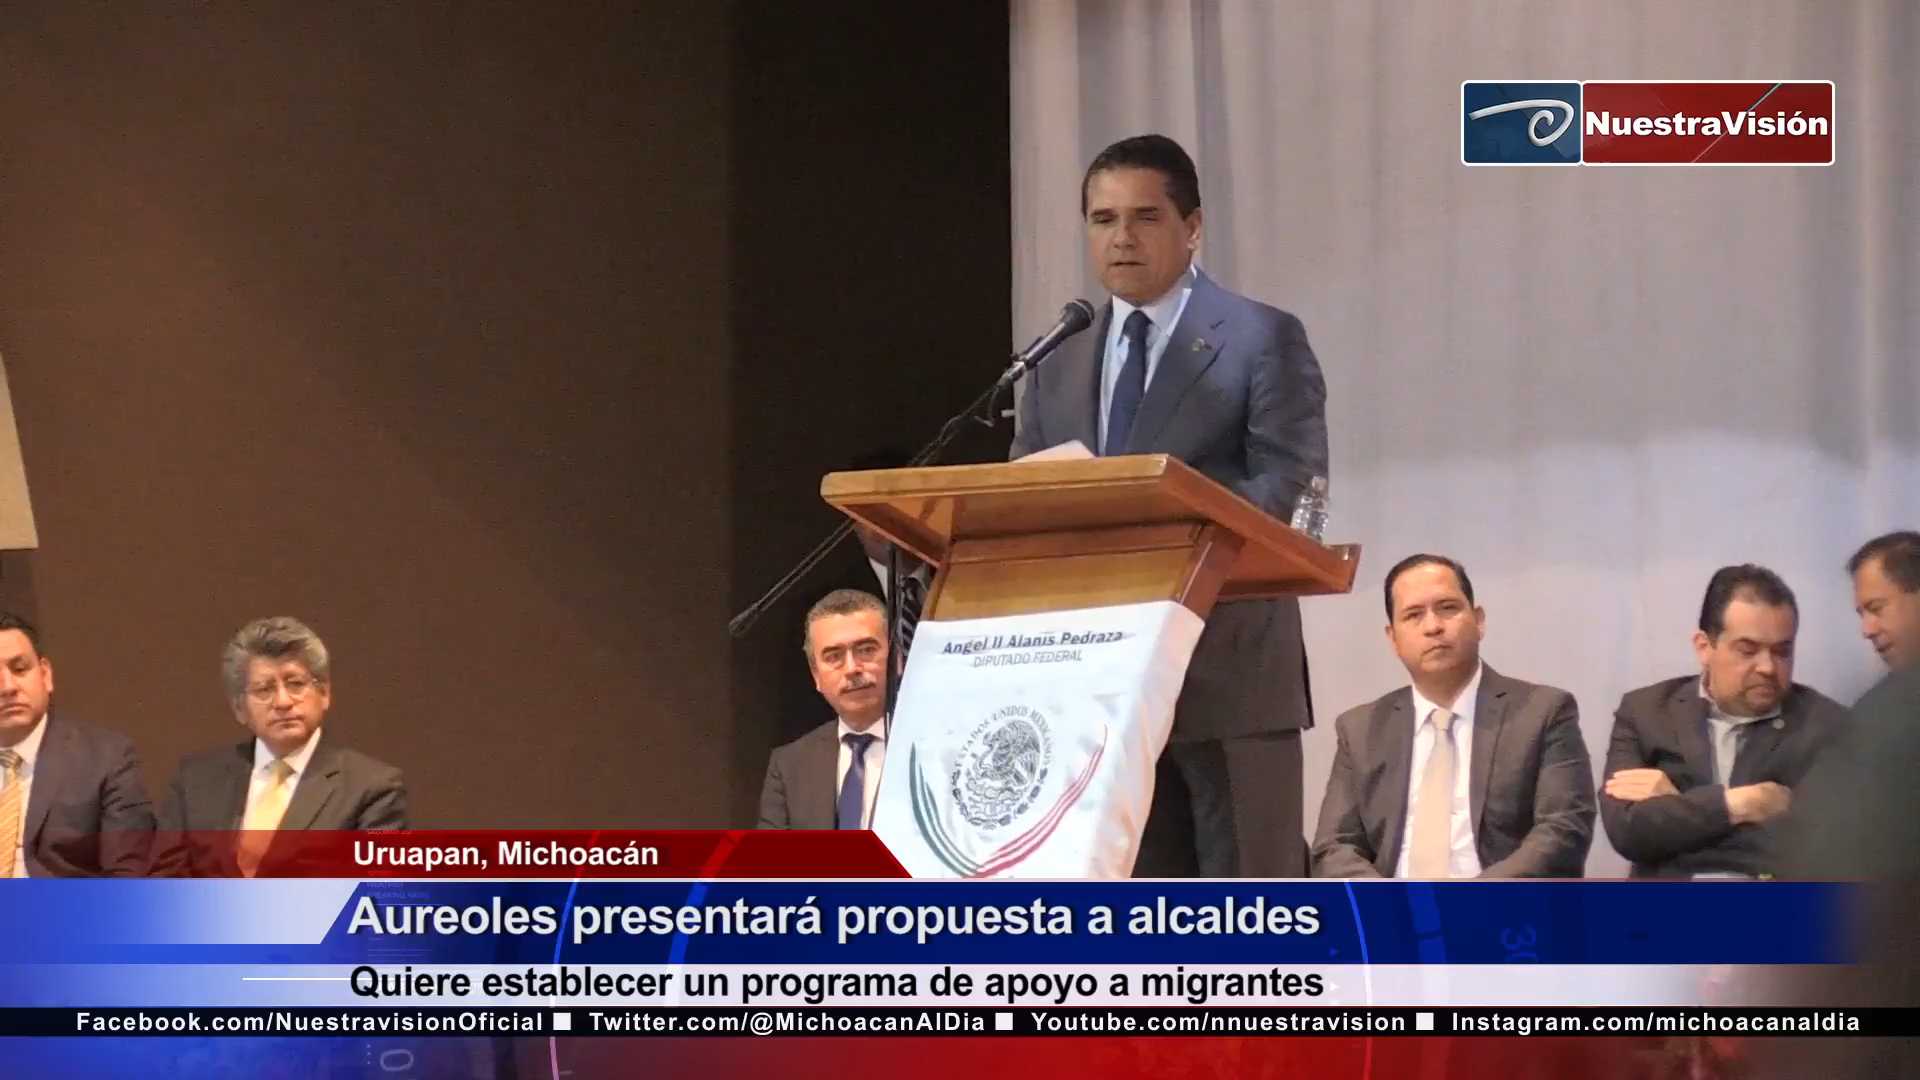 NuestraVisión
Angel II Alanis Pedraza
DIPUTADO FEDERAL
ESTADOS UNIDOS MEXICANOS
Uruapan, Michoacán
Aureoles presentará propuesta a alcaldes
Quiere establecer un programa de apoyo a migrantes
Facebook.com/NuestravisionOficial ■ Twitter.com/@MichoacanAlDia ■ Youtube.com/nnuestravision ■ Instagram.com/michoacanaldia